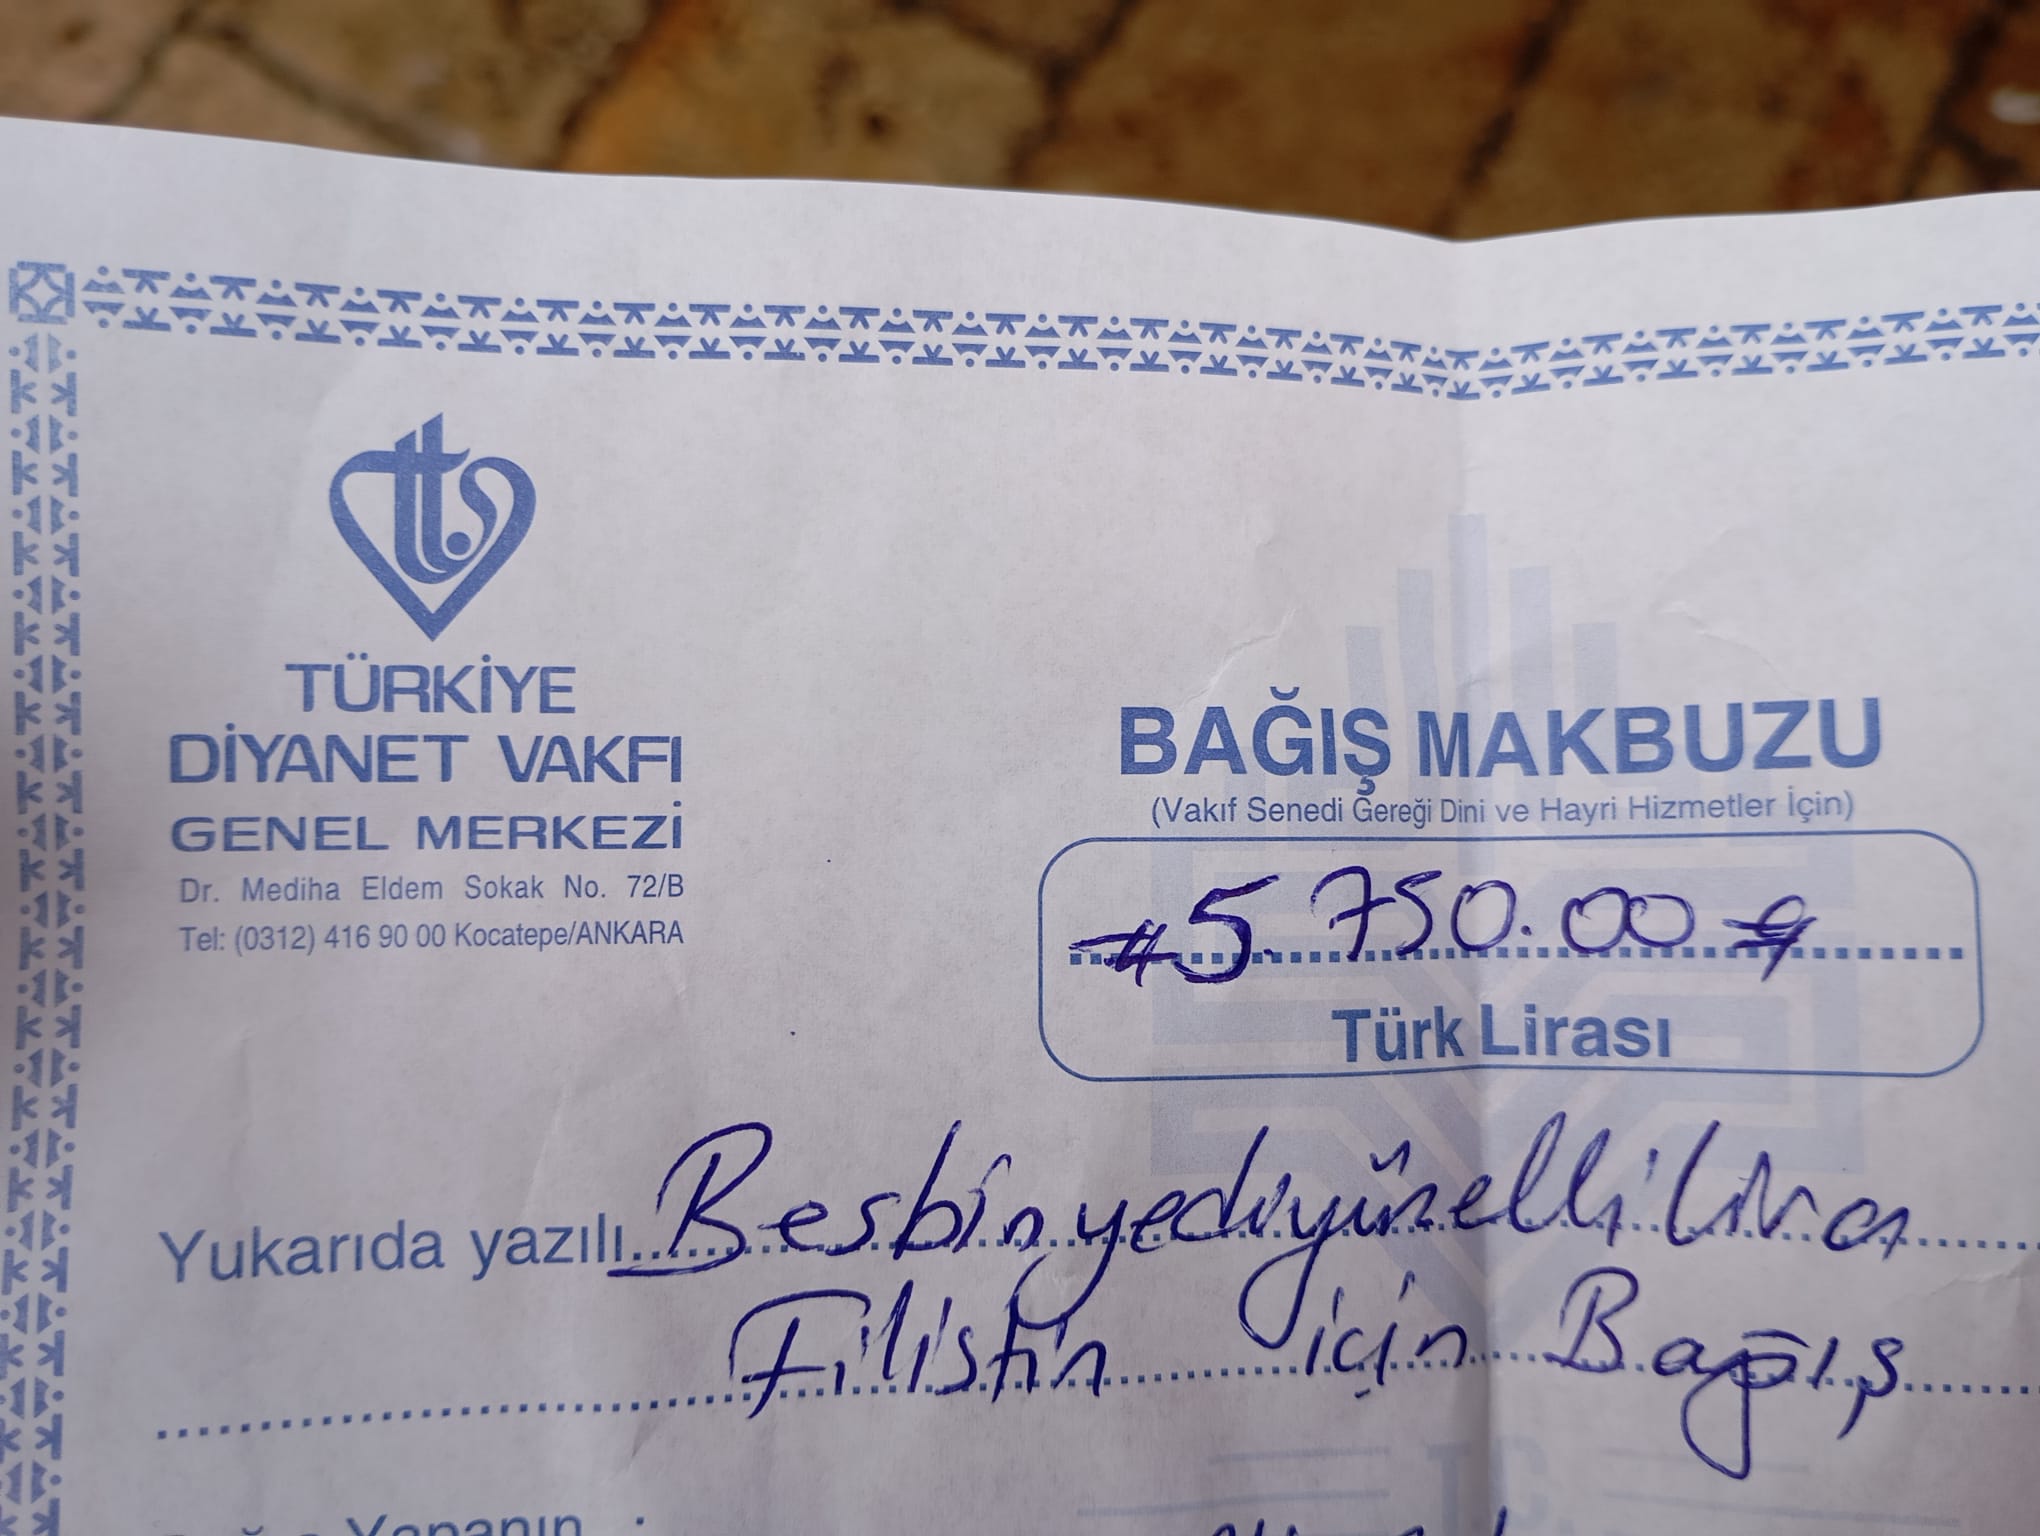 TÜRKİYE
DİYANET VAKFI
GENEL MERKEZİ
Dr. Mediha Eldem Sokak No. 72/B
Tel: (0312) 416 90 00 Kocatepe/ANKARA
BAĞIŞ MAKBUZU
(Vakıf Senedi Gereği Dini ve Hayri Hizmetler İçin)
#5.750.00#
Türk Lirası
Yukarıda yazılı Besbinyediyüzelli lira
Filistin için Bağış
Yapanın :